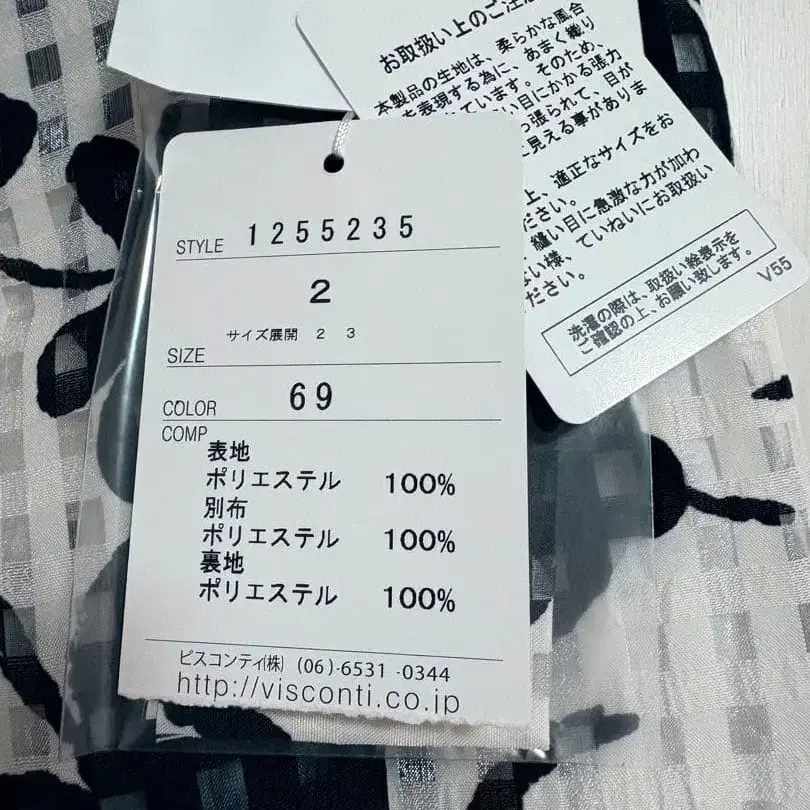 お取扱い上のご注意
本製品の生地は、柔らかな風合
を表現する為に、あまく織り
ています。そのため、
い目にかかる張力
っ張られて、目が
に見える事がありま
上、適正なサイズをお
ださい。
縫い目に急激な力が加わ
ない様、ていねいにお取扱い
ださい。
洗濯の際は、取扱い絵表示を
ご確認の上、お願い致します。
V55
STYLE 1255235
2
サイズ展開 2 3
SIZE
COLOR 69
COMP
表地
ポリエステル 100%
別布
ポリエステル 100%
裏地
ポリエステル 100%
ビスコンティ(株) (06)-6531-0344
http://visconti.co.jp